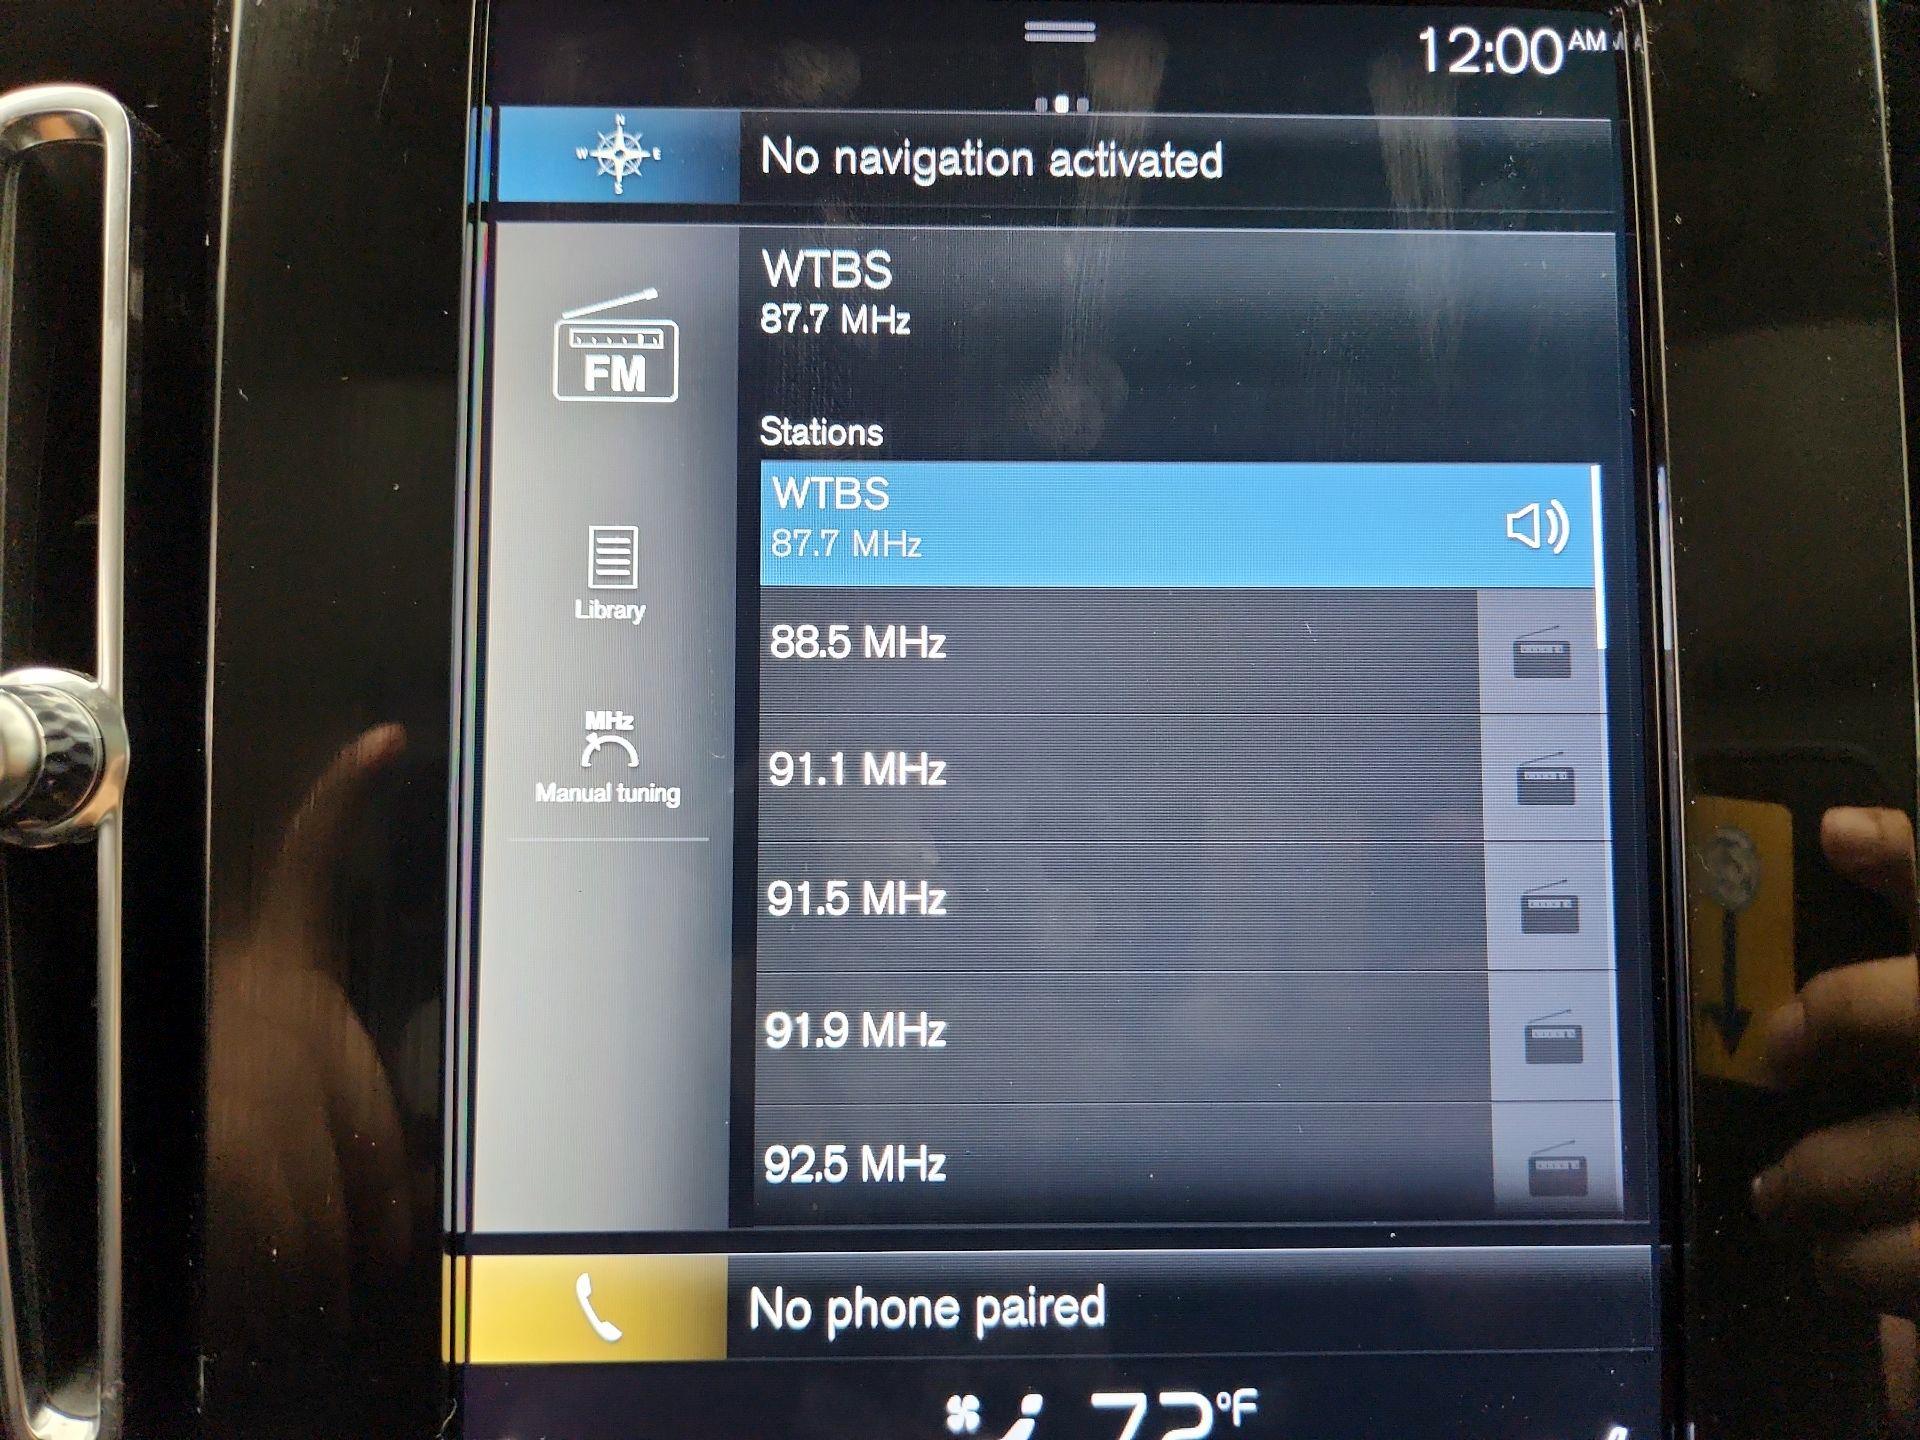 12:00 AM
N
W E
S
No navigation activated
WTBS
87.7 MHz
FM
Stations
WTBS
87.7 MHz
Library
88.5 MHz
MHz
Manual tuning
91.1 MHz
91.5 MHz
91.9 MHz
92.5 MHz
No phone paired
72°F